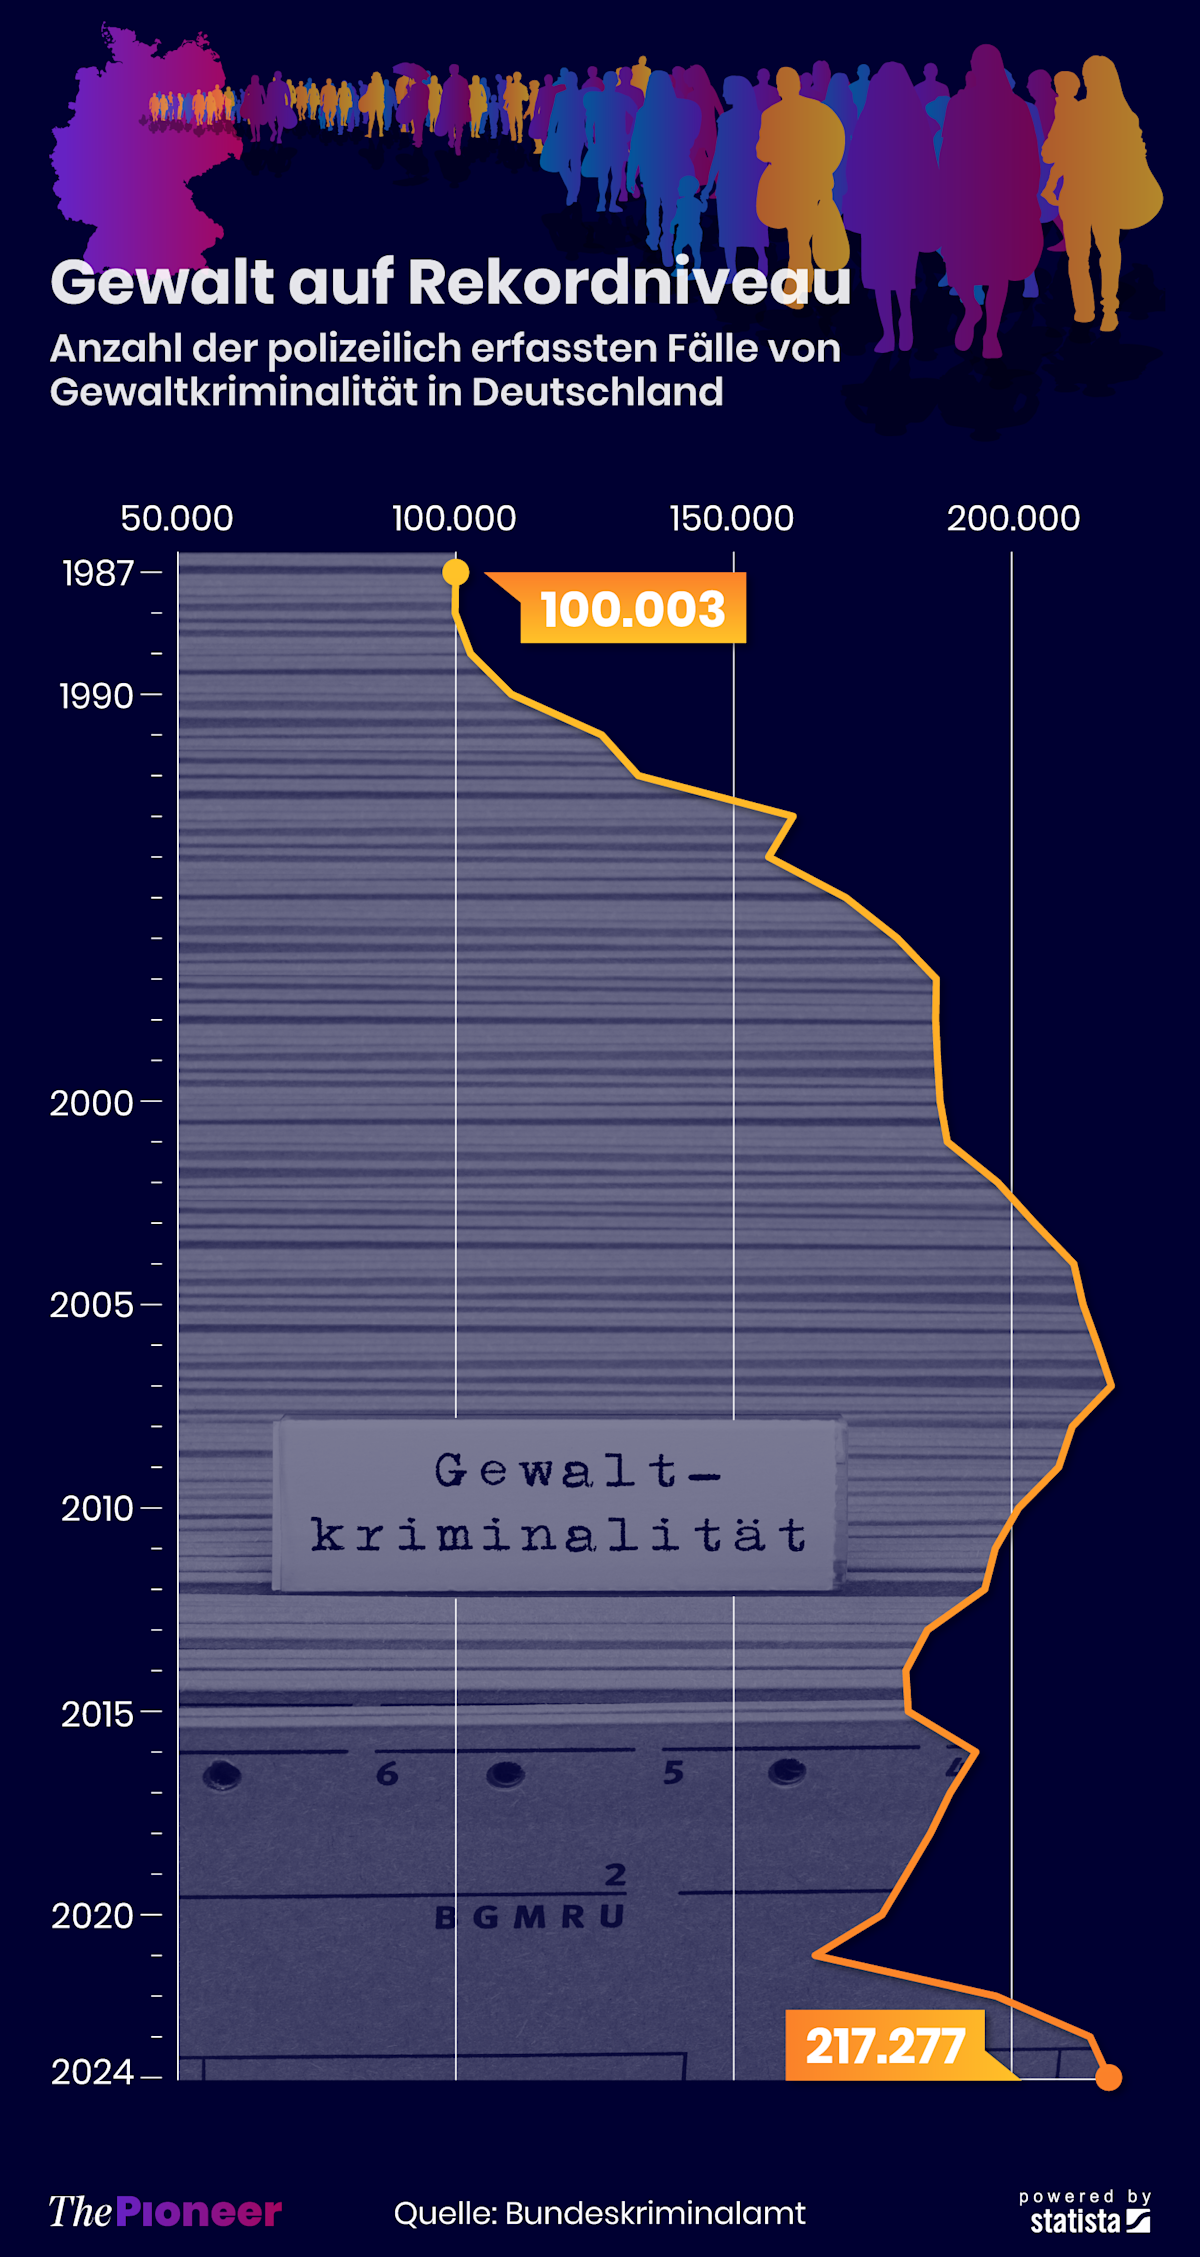 Gewalt auf Rekordniveau
Anzahl der polizeilich erfassten Fälle von
Gewaltkriminalität in Deutschland
50.000 100.000 150.000 200.000
1987
100.003
1990
2000
2005
Gewalt-
kriminalität
2010
2015
6 5 4
2
B G M R U
2020
217.277
2024
The Pioneer
Quelle: Bundeskriminalamt
powered by
statista